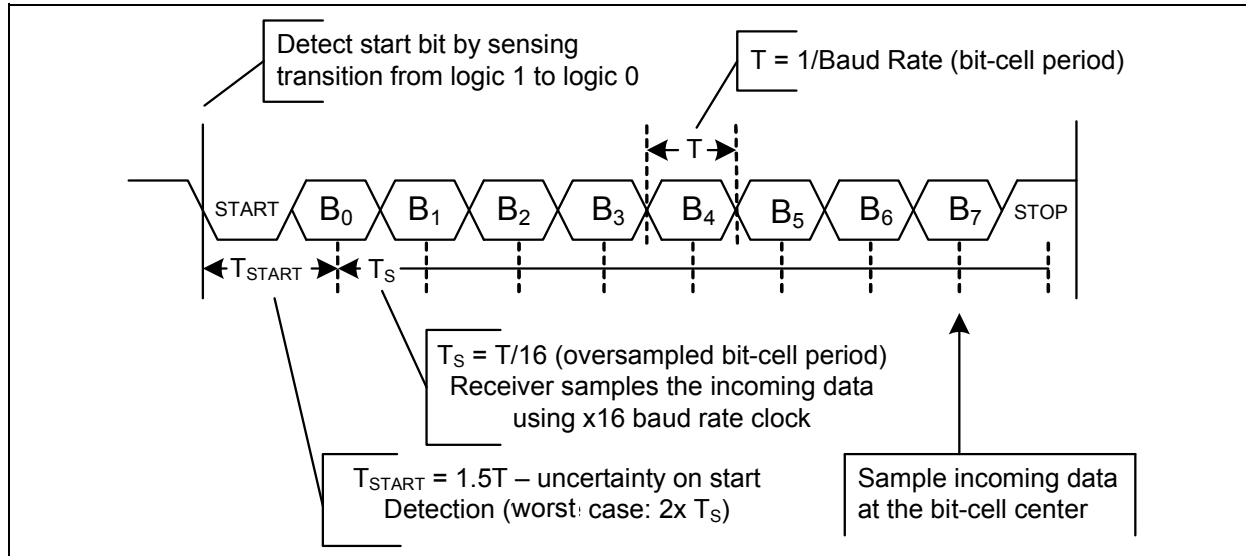 Detect start bit by sensing
transition from logic 1 to logic 0
T = 1/Baud Rate (bit-cell period)
T
START
B0
B1
B2
B3
B4
B5
B6
B7
STOP
TSTART
TS
TS = T/16 (oversampled bit-cell period)
Receiver samples the incoming data
using x16 baud rate clock
TSTART = 1.5T – uncertainty on start
Detection (worst case: 2x TS)
Sample incoming data
at the bit-cell center